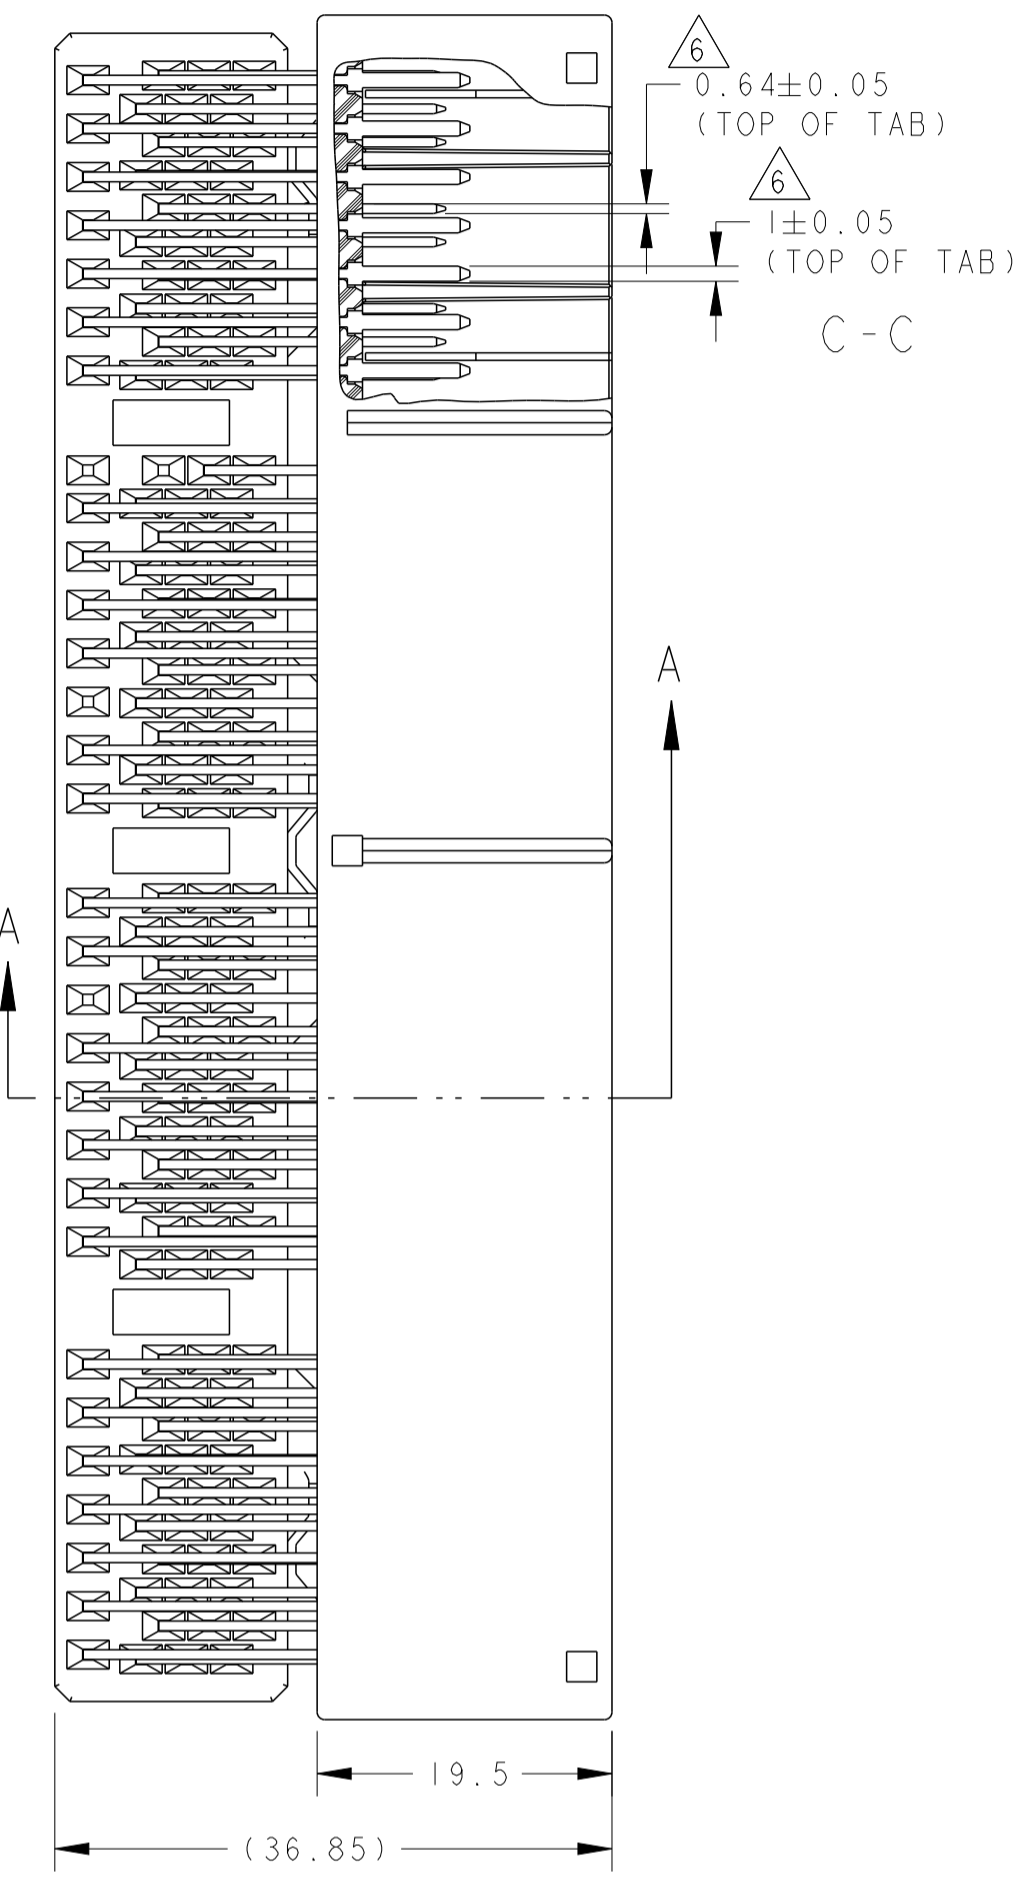 6
0.64±0.05
(TOP OF TAB)
6
1±0.05
(TOP OF TAB)
C-C
A
A
19.5
(36.85)